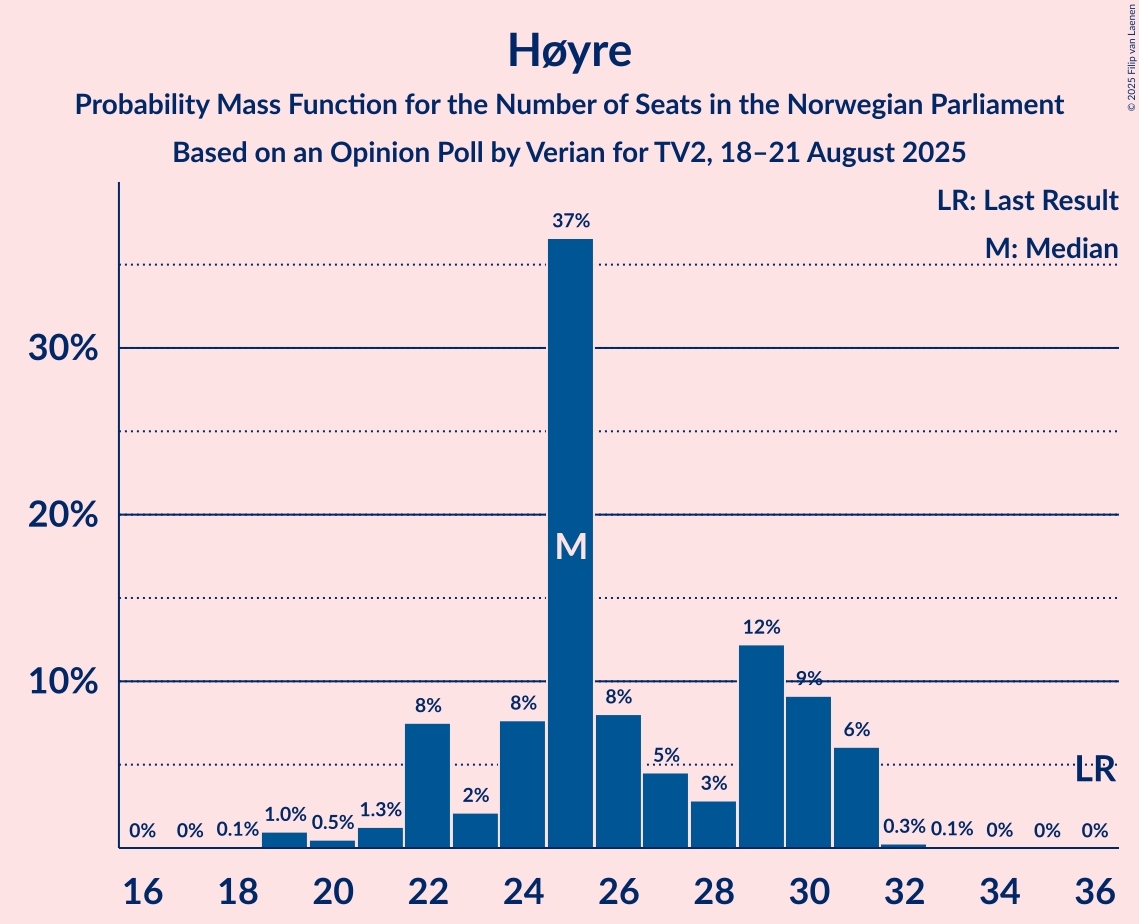 © 2025 Filip van Laenen
Høyre
Probability Mass Function for the Number of Seats in the Norwegian Parliament
Based on an Opinion Poll by Verian for TV2, 18–21 August 2025
LR: Last Result
M: Median
30%
20%
10%
0% 0% 0.1% 1.0% 0.5% 1.3% 8% 2% 8% 37% 8% 5% 3% 12% 9% 6% 0.3% 0.1% 0% 0% 0%
M
LR
16 18 20 22 24 26 28 30 32 34 36